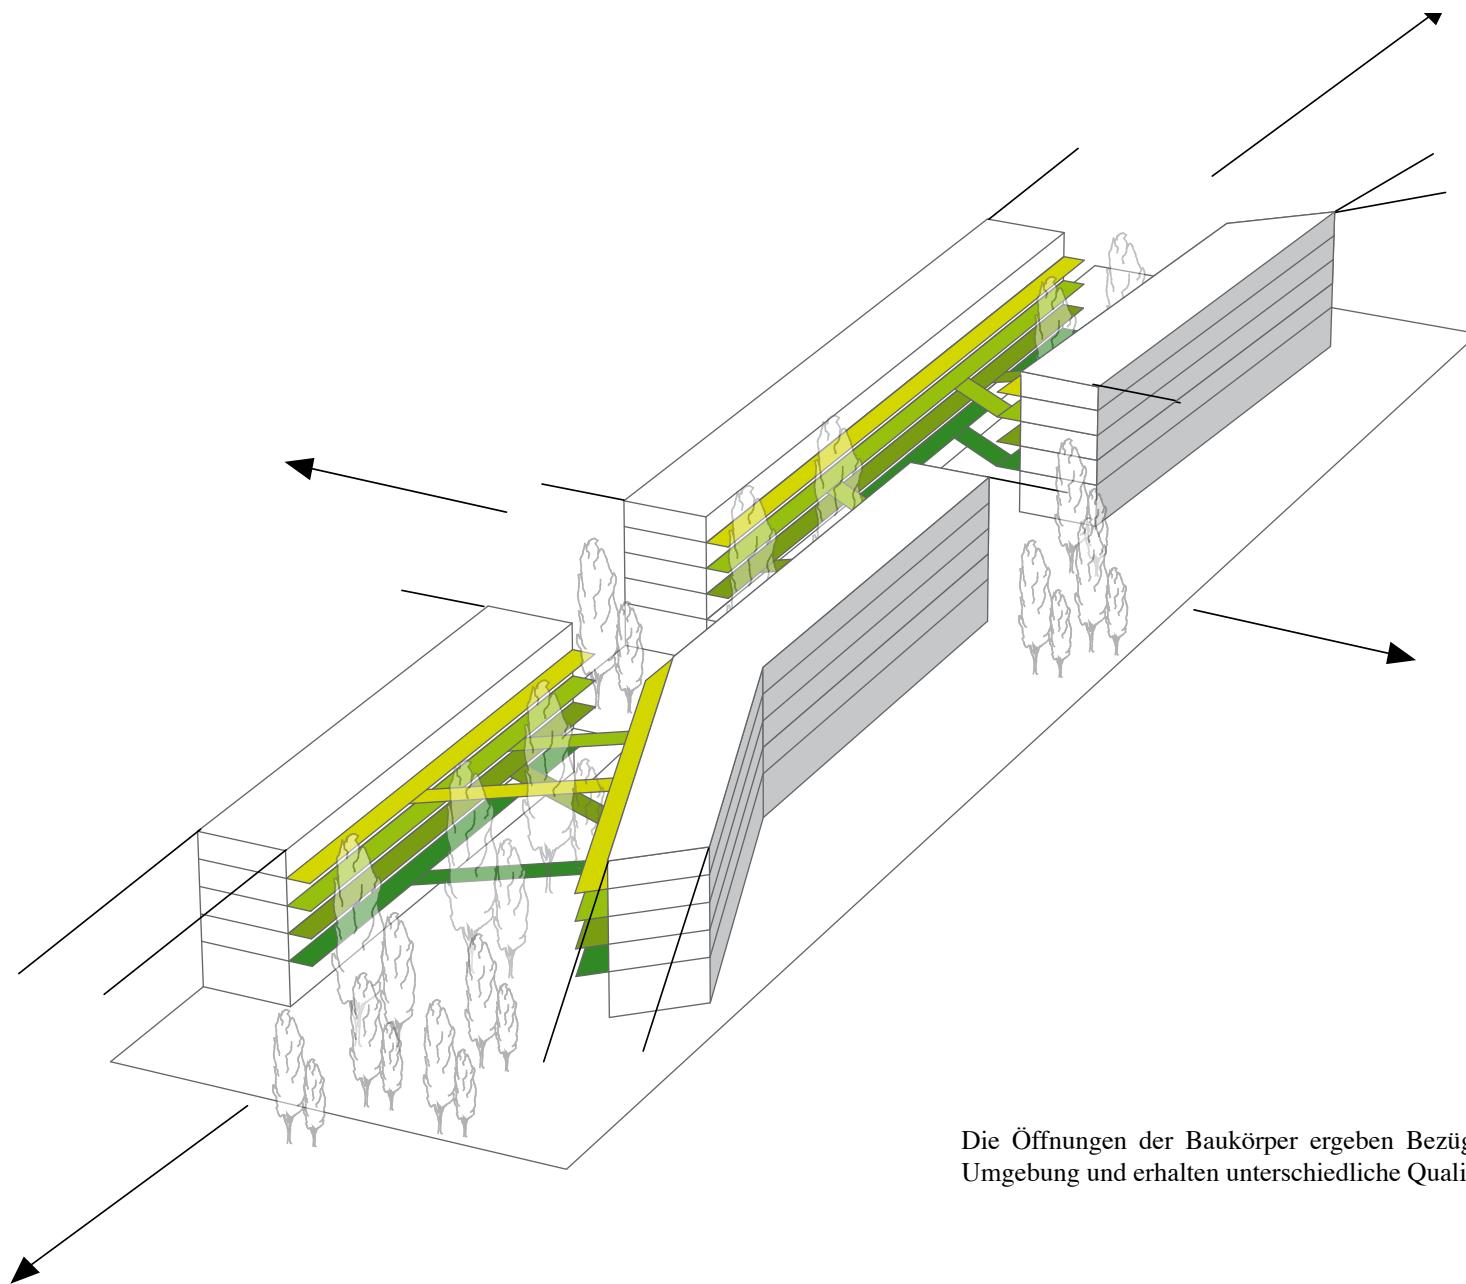 Die Öffnungen der Baukörper ergeben
Umgebung und erhalten unterschiedliche